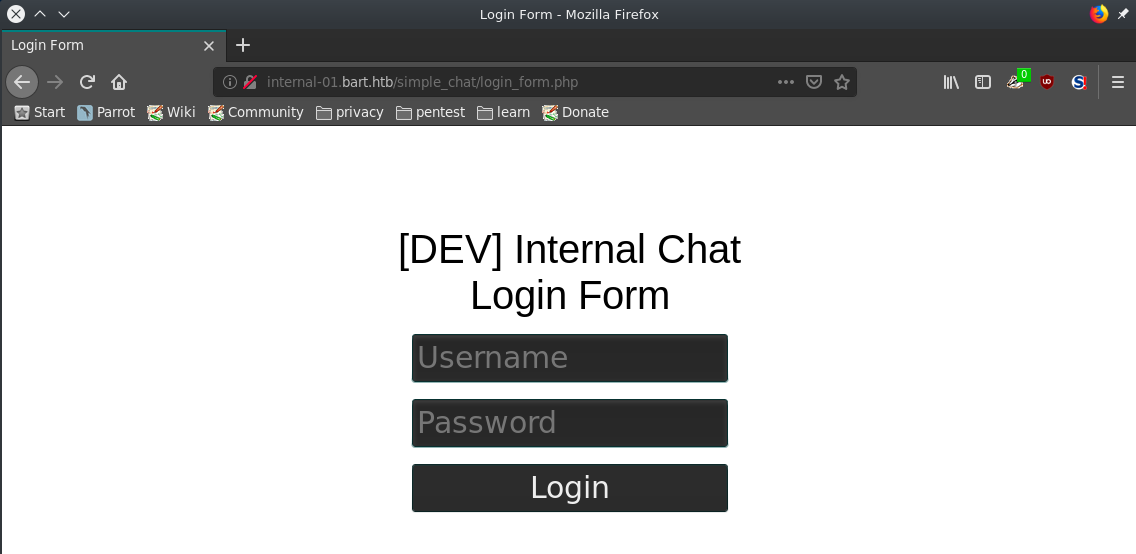 Login Form - Mozilla Firefox
Login Form
internal-01.bart.htb/simple_chat/login_form.php
0
UO
S
Start Parrot Wiki Community privacy pentest learn Donate
[DEV] Internal Chat
Login Form
Username
Password
Login